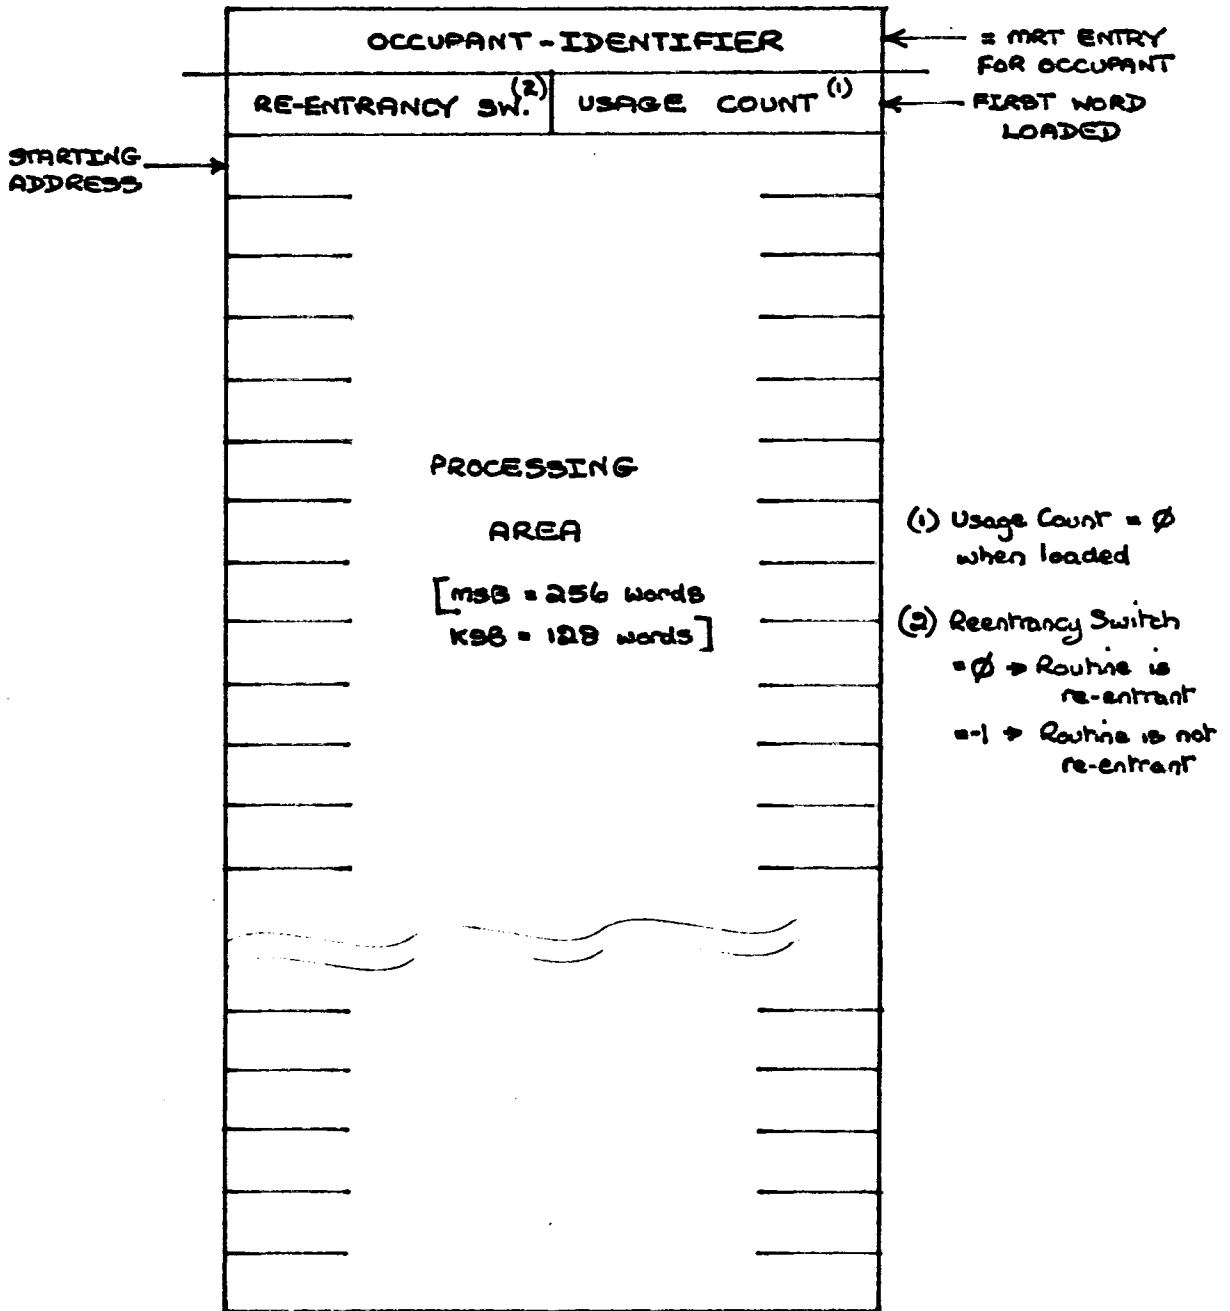 OCCUPANT-IDENTIFIER
= MRT ENTRY
FOR OCCUPANT
RE-ENTRANCY SW. (2)
USAGE COUNT (1)
FIRST WORD
LOADED
STARTING
ADDRESS
PROCESSING
AREA
[MSB = 256 words
KSB = 128 words]
(1) Usage Count = Ø
when loaded
(2) Reentrancy Switch
=Ø → Routine is
re-entrant
=-1 → Routine is not
re-entrant